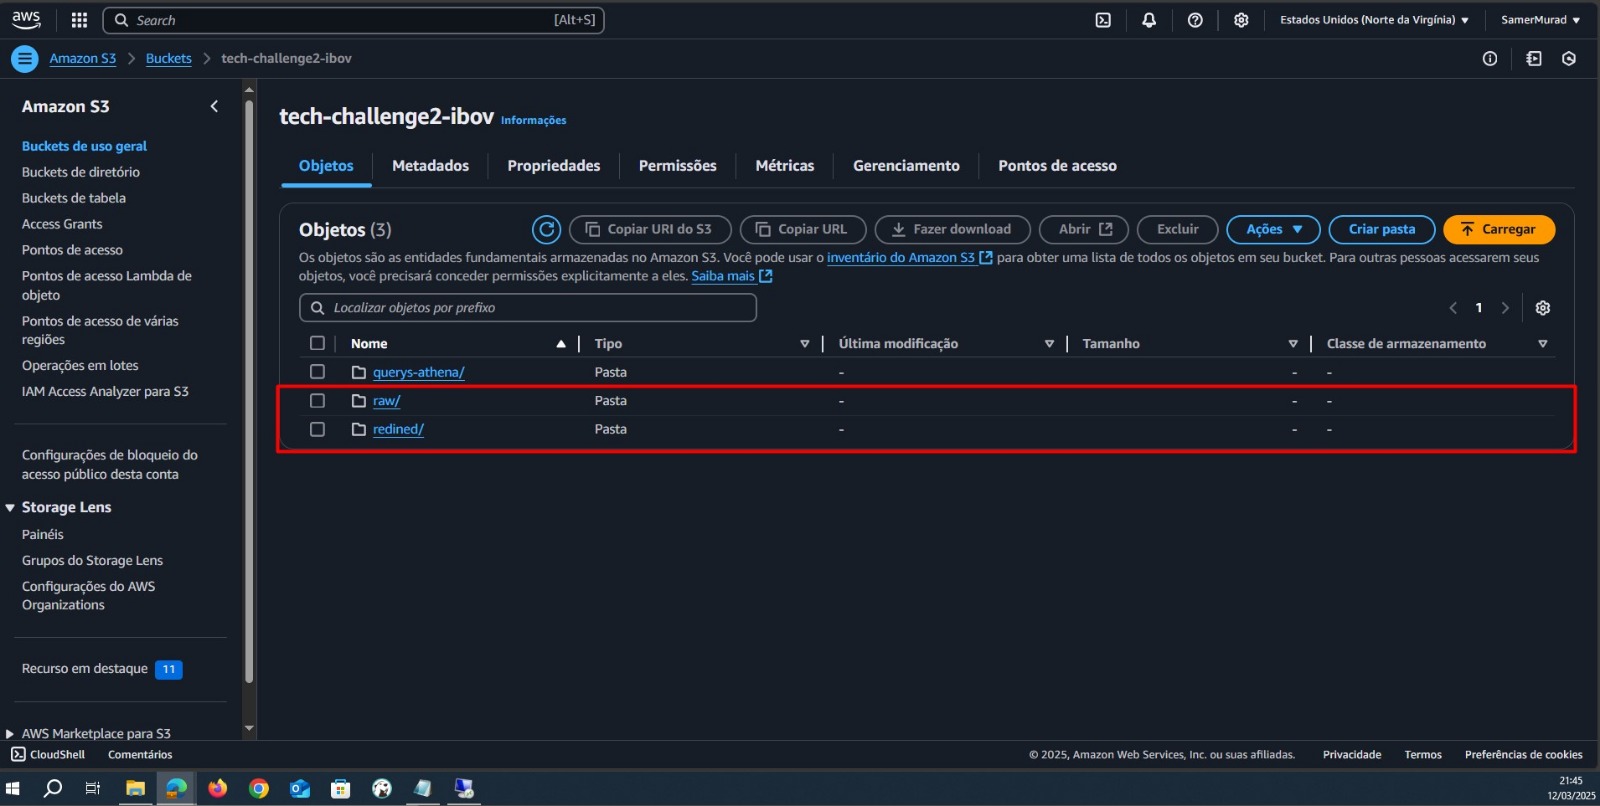 aws
Search [Alt+S]
Estados Unidos (Norte da Virgínia) SamerMurad
Amazon S3 Buckets tech-challenge2-ibov
Amazon S3
Buckets de uso geral
Buckets de diretório
Buckets de tabela
Access Grants
Pontos de acesso
Pontos de acesso Lambda de
objeto
Pontos de acesso de várias
regiões
Operações em lotes
IAM Access Analyzer para S3
Configurações de bloqueio do
acesso público desta conta
Storage Lens
Painéis
Grupos do Storage Lens
Configurações do AWS
Organizations
Recurso em destaque 11
AWS Marketplace para S3
tech-challenge2-ibov Informações
Objetos Metadados Propriedades Permissões Métricas Gerenciamento Pontos de acesso
Objetos (3) Copiar URI do S3 Copiar URL Fazer download Abrir Excluir Ações Criar pasta Carregar
Os objetos são as entidades fundamentais armazenadas no Amazon S3. Você pode usar o inventário do Amazon S3 para obter uma lista de todos os objetos em seu bucket. Para outras pessoas acessarem seus
objetos, você precisará conceder permissões explicitamente a eles. Saiba mais
Localizar objetos por prefixo 1
Nome Tipo Última modificação Tamanho Classe de armazenamento
querys-athena/ Pasta - - -
raw/ Pasta - - -
redined/ Pasta - - -
CloudShell Comentários © 2025, Amazon Web Services, Inc. ou suas afiliadas. Privacidade Termos Preferências de cookies
21:45
12/03/2025